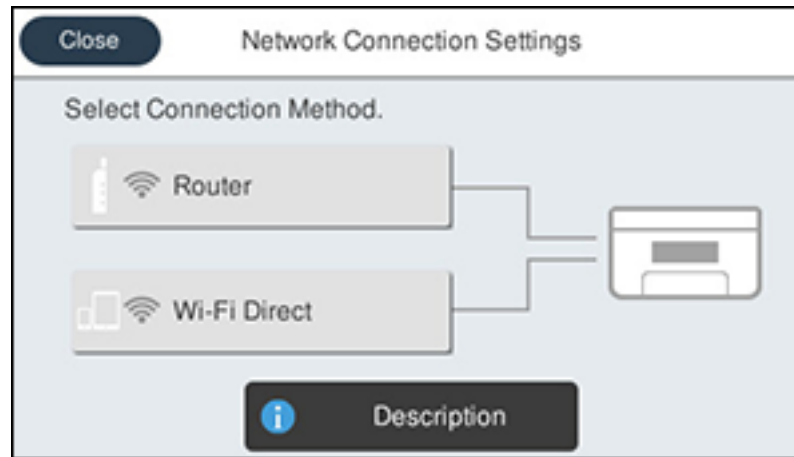 Close
Network Connection Settings
Select Connection Method.
Router
Wi-Fi Direct
Description